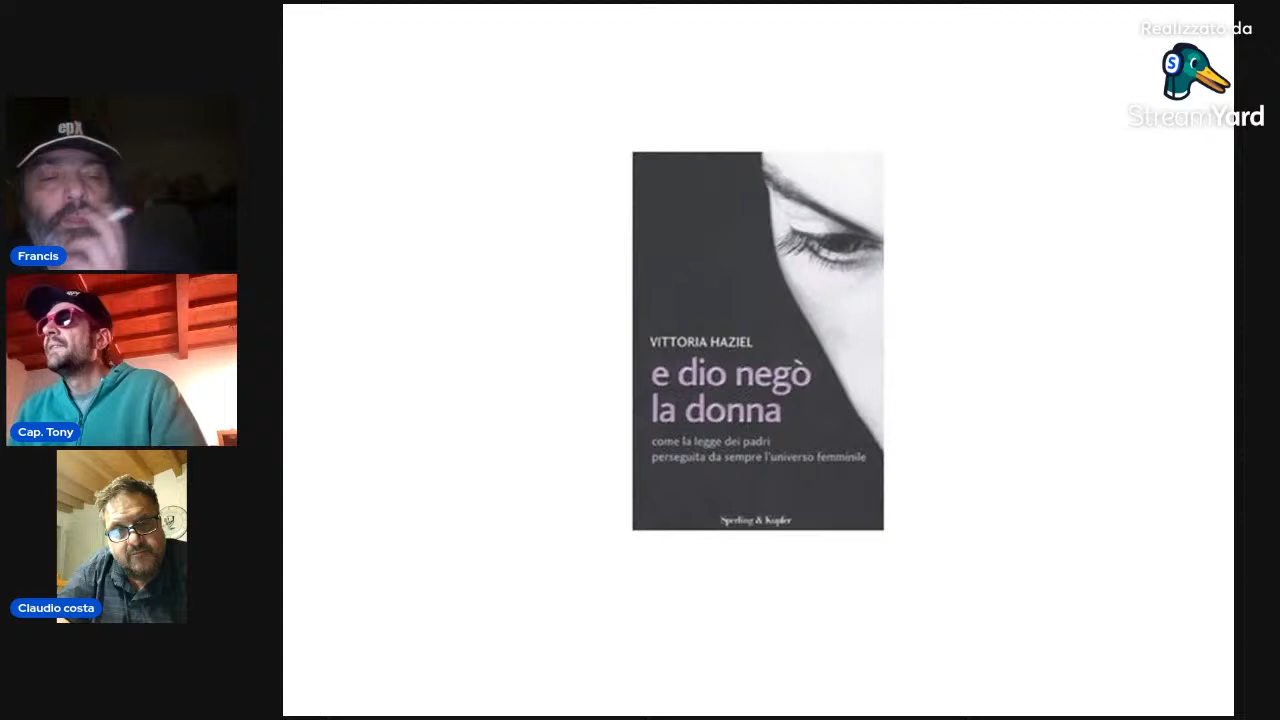 Realizzato da
StreamYard
epX
Francis
Cap. Tony
Claudio costa
VITTORIA HAZIEL
e dio negò
la donna
come la legge dei padri
perseguita da sempre l'universo femminile
Sperling & Kupfer